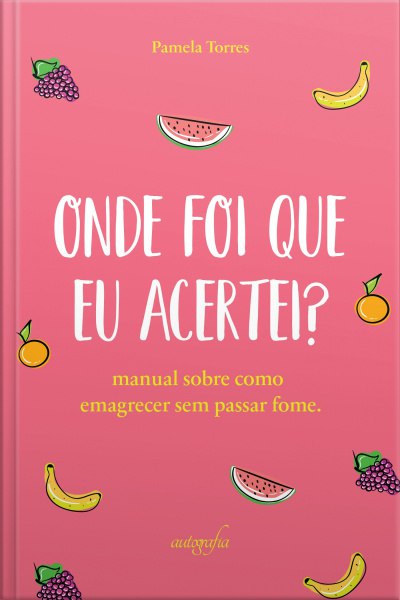 Pamela Torres
ONDE FOI QUE
EU ACERTEI?
manual sobre como
emagrecer sem passar fome.
autografia